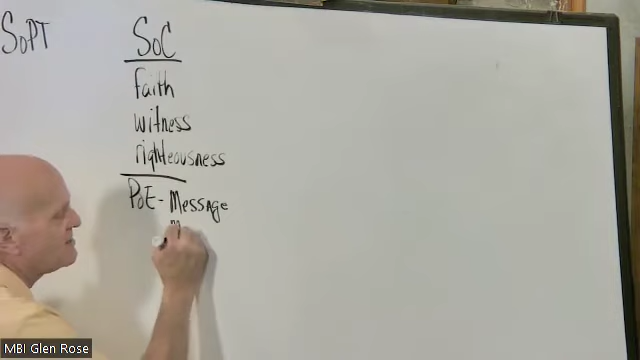 SoPT
SoC
faith
witness
righteousness
PoE - Message
m
MBI Glen Rose